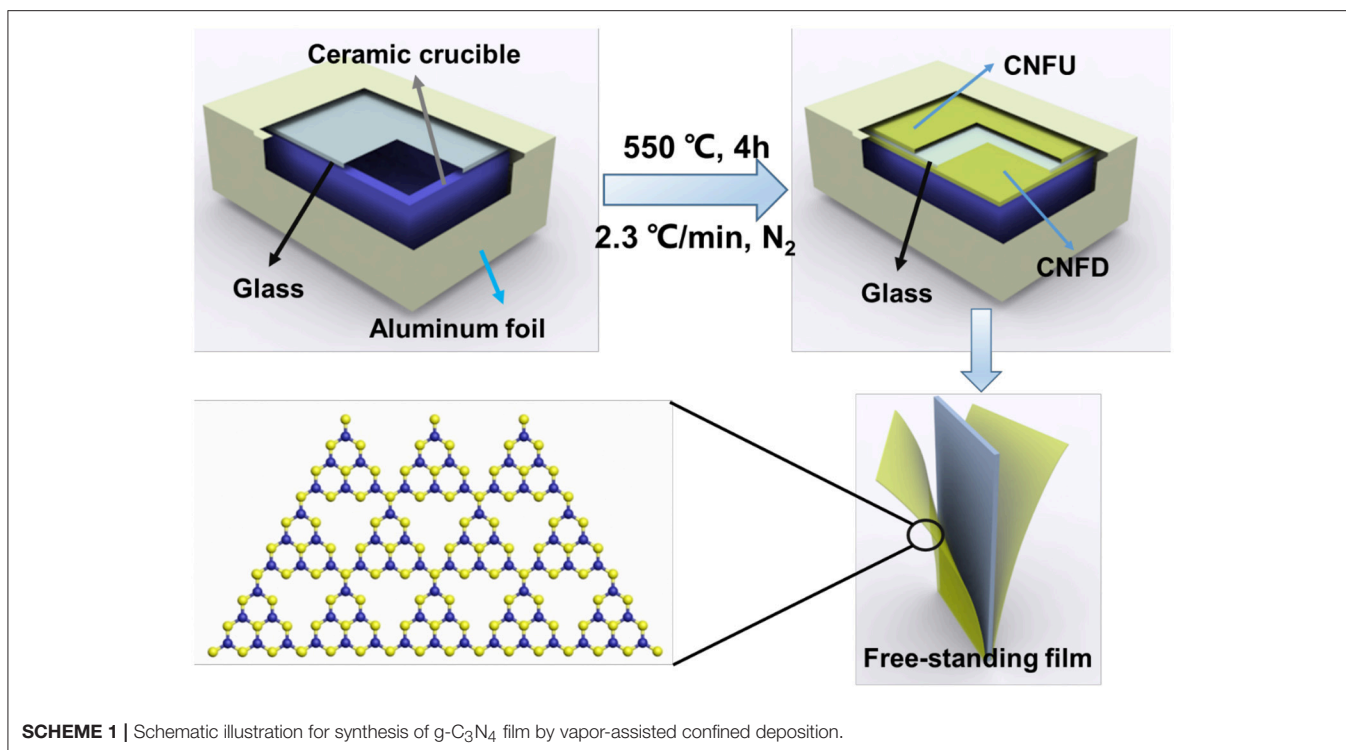 Ceramic crucible
Glass
Aluminum foil
550 ℃, 4h
2.3 ℃/min, N₂
CNFU
CNFD
Glass
Free-standing film
SCHEME 1 | Schematic illustration for synthesis of g-C₃N₄ film by vapor-assisted confined deposition.